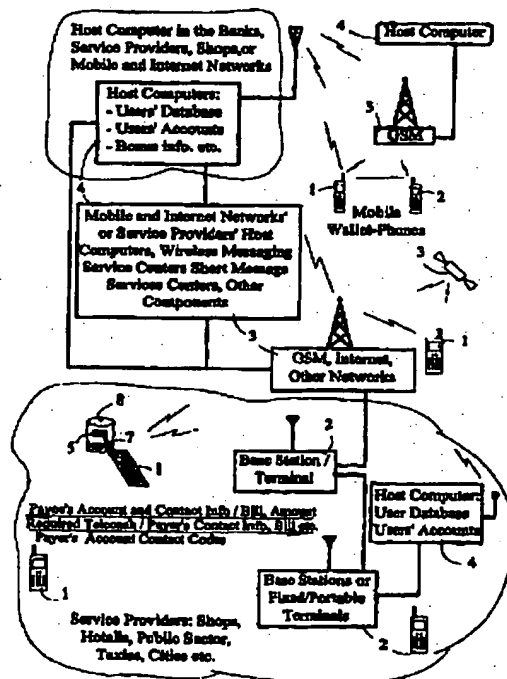 Host Computer in the Banks,
Service Providers, Shops,or
Mobile and Internet Networks
Host Computers:
- Users' Database
- Users' Accounts
- Bonus info. etc.
4
4
Host Computer
3
GSM
1
2
Mobile
Wallet-Phones
Mobile and Internet Networks'
or Service Providers' Host
Computers, Wireless Messaging
Service Centers Short Message
Services Centers, Other
Components
3
3
1
GSM, Internet,
Other Networks
8
5
7
1
2
Base Station /
Terminal
Host Computer:
User Database
Users' Accounts
4
Payee's Account and Contact Info / Bill, Amount
Required Telecash / Payer's Contact Info, Bill etc.
Payer's Account Contact Codes
1
Base Stations or
Fixed/Portable
Terminals
2
1
Service Providers: Shops,
Hotails, Public Sector,
Taxies, Cities etc.